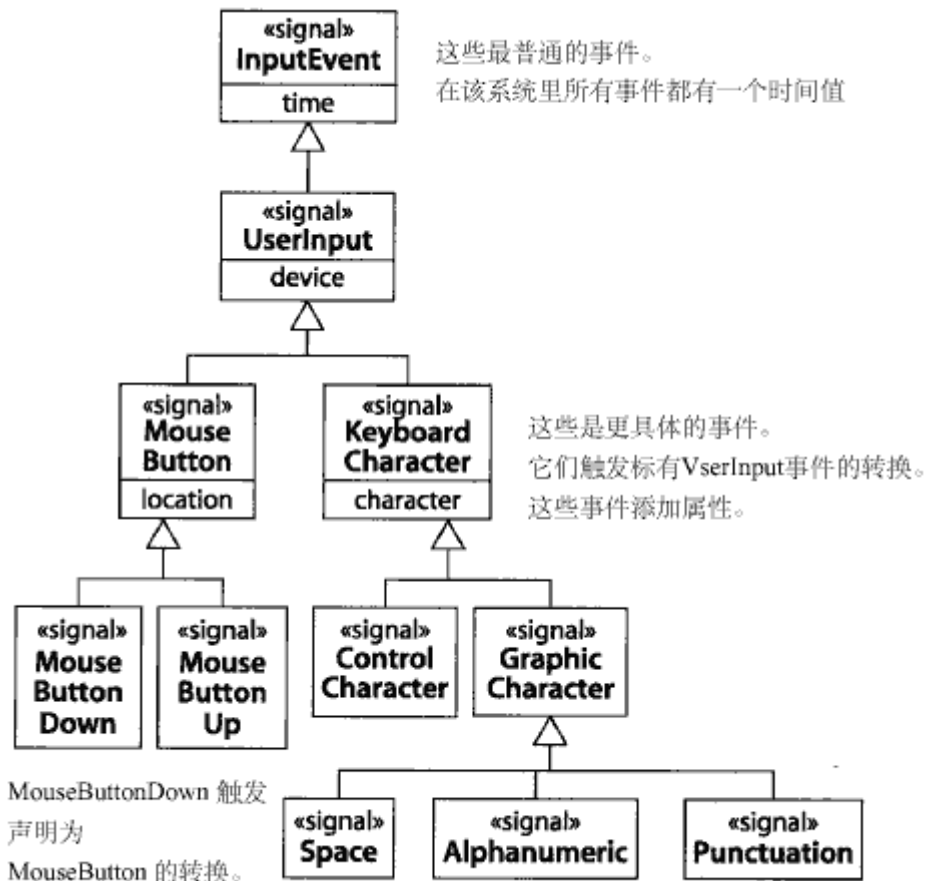 «signal»
InputEvent
time
这些最普通的事件。
在该系统里所有事件都有一个时间值
«signal»
UserInput
device
«signal»
Mouse
Button
location
«signal»
Keyboard
Character
character
这些是更具体的事件。
它们触发标有VserInput事件的转换。
这些事件添加属性。
«signal»
Mouse
Button
Down
«signal»
Mouse
Button
Up
«signal»
Control
Character
«signal»
Graphic
Character
MouseButtonDown 触发
声明为
MouseButton 的转换。
«signal»
Space
«signal»
Alphanumeric
«signal»
Punctuation